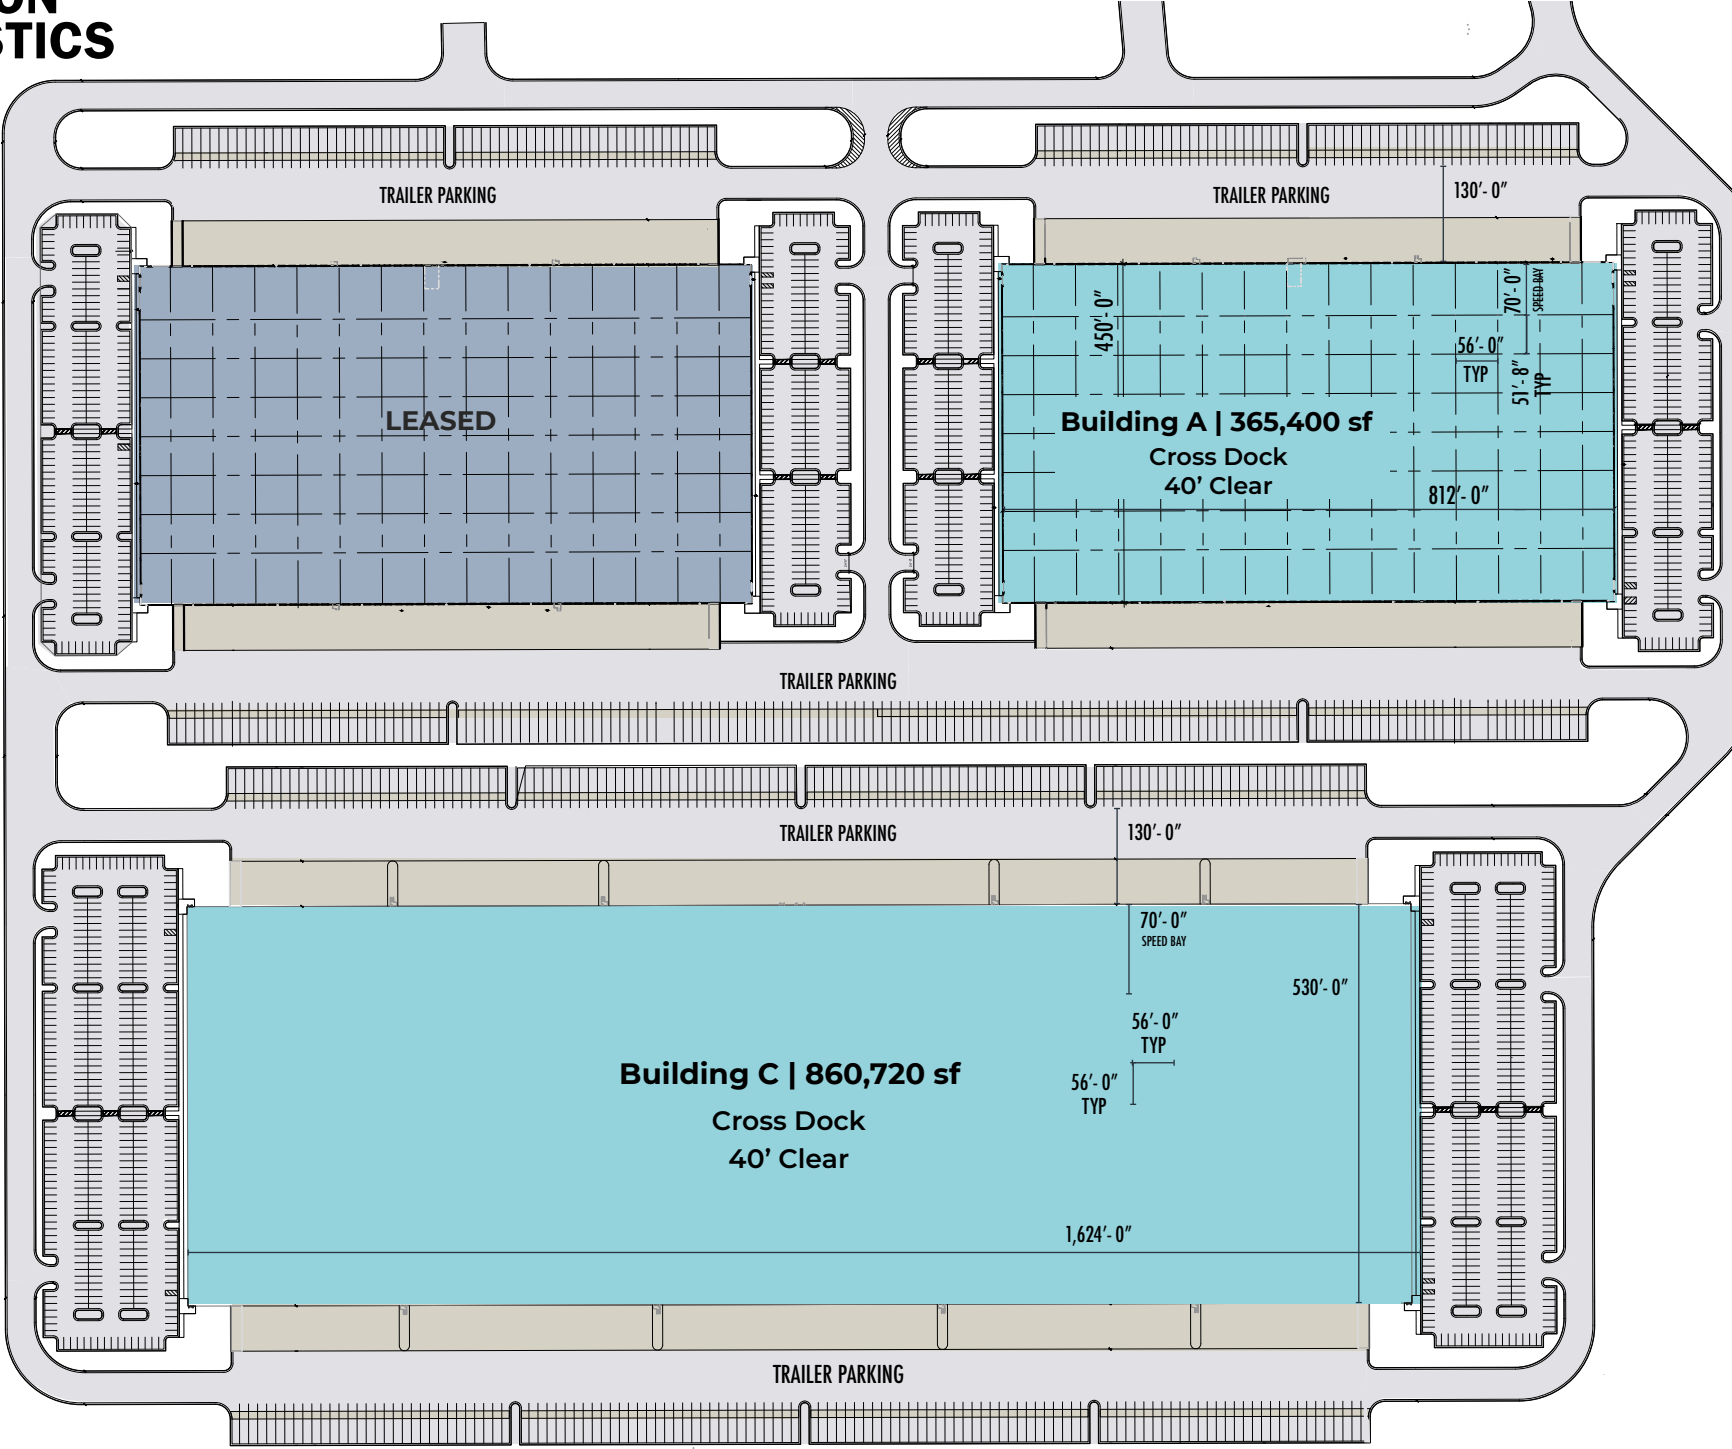 STICS
TRAILER PARKING
TRAILER PARKING
130'- 0"
LEASED
450'- 0"
70'- 0"
SPEED BAY
56'- 0"
TYP
51'- 8"
TYP
Building A | 365,400 sf
Cross Dock
40' Clear
812'- 0"
TRAILER PARKING
TRAILER PARKING
130'- 0"
70'- 0"
SPEED BAY
530'- 0"
56'- 0"
TYP
56'- 0"
TYP
Building C | 860,720 sf
Cross Dock
40' Clear
1,624'- 0"
TRAILER PARKING